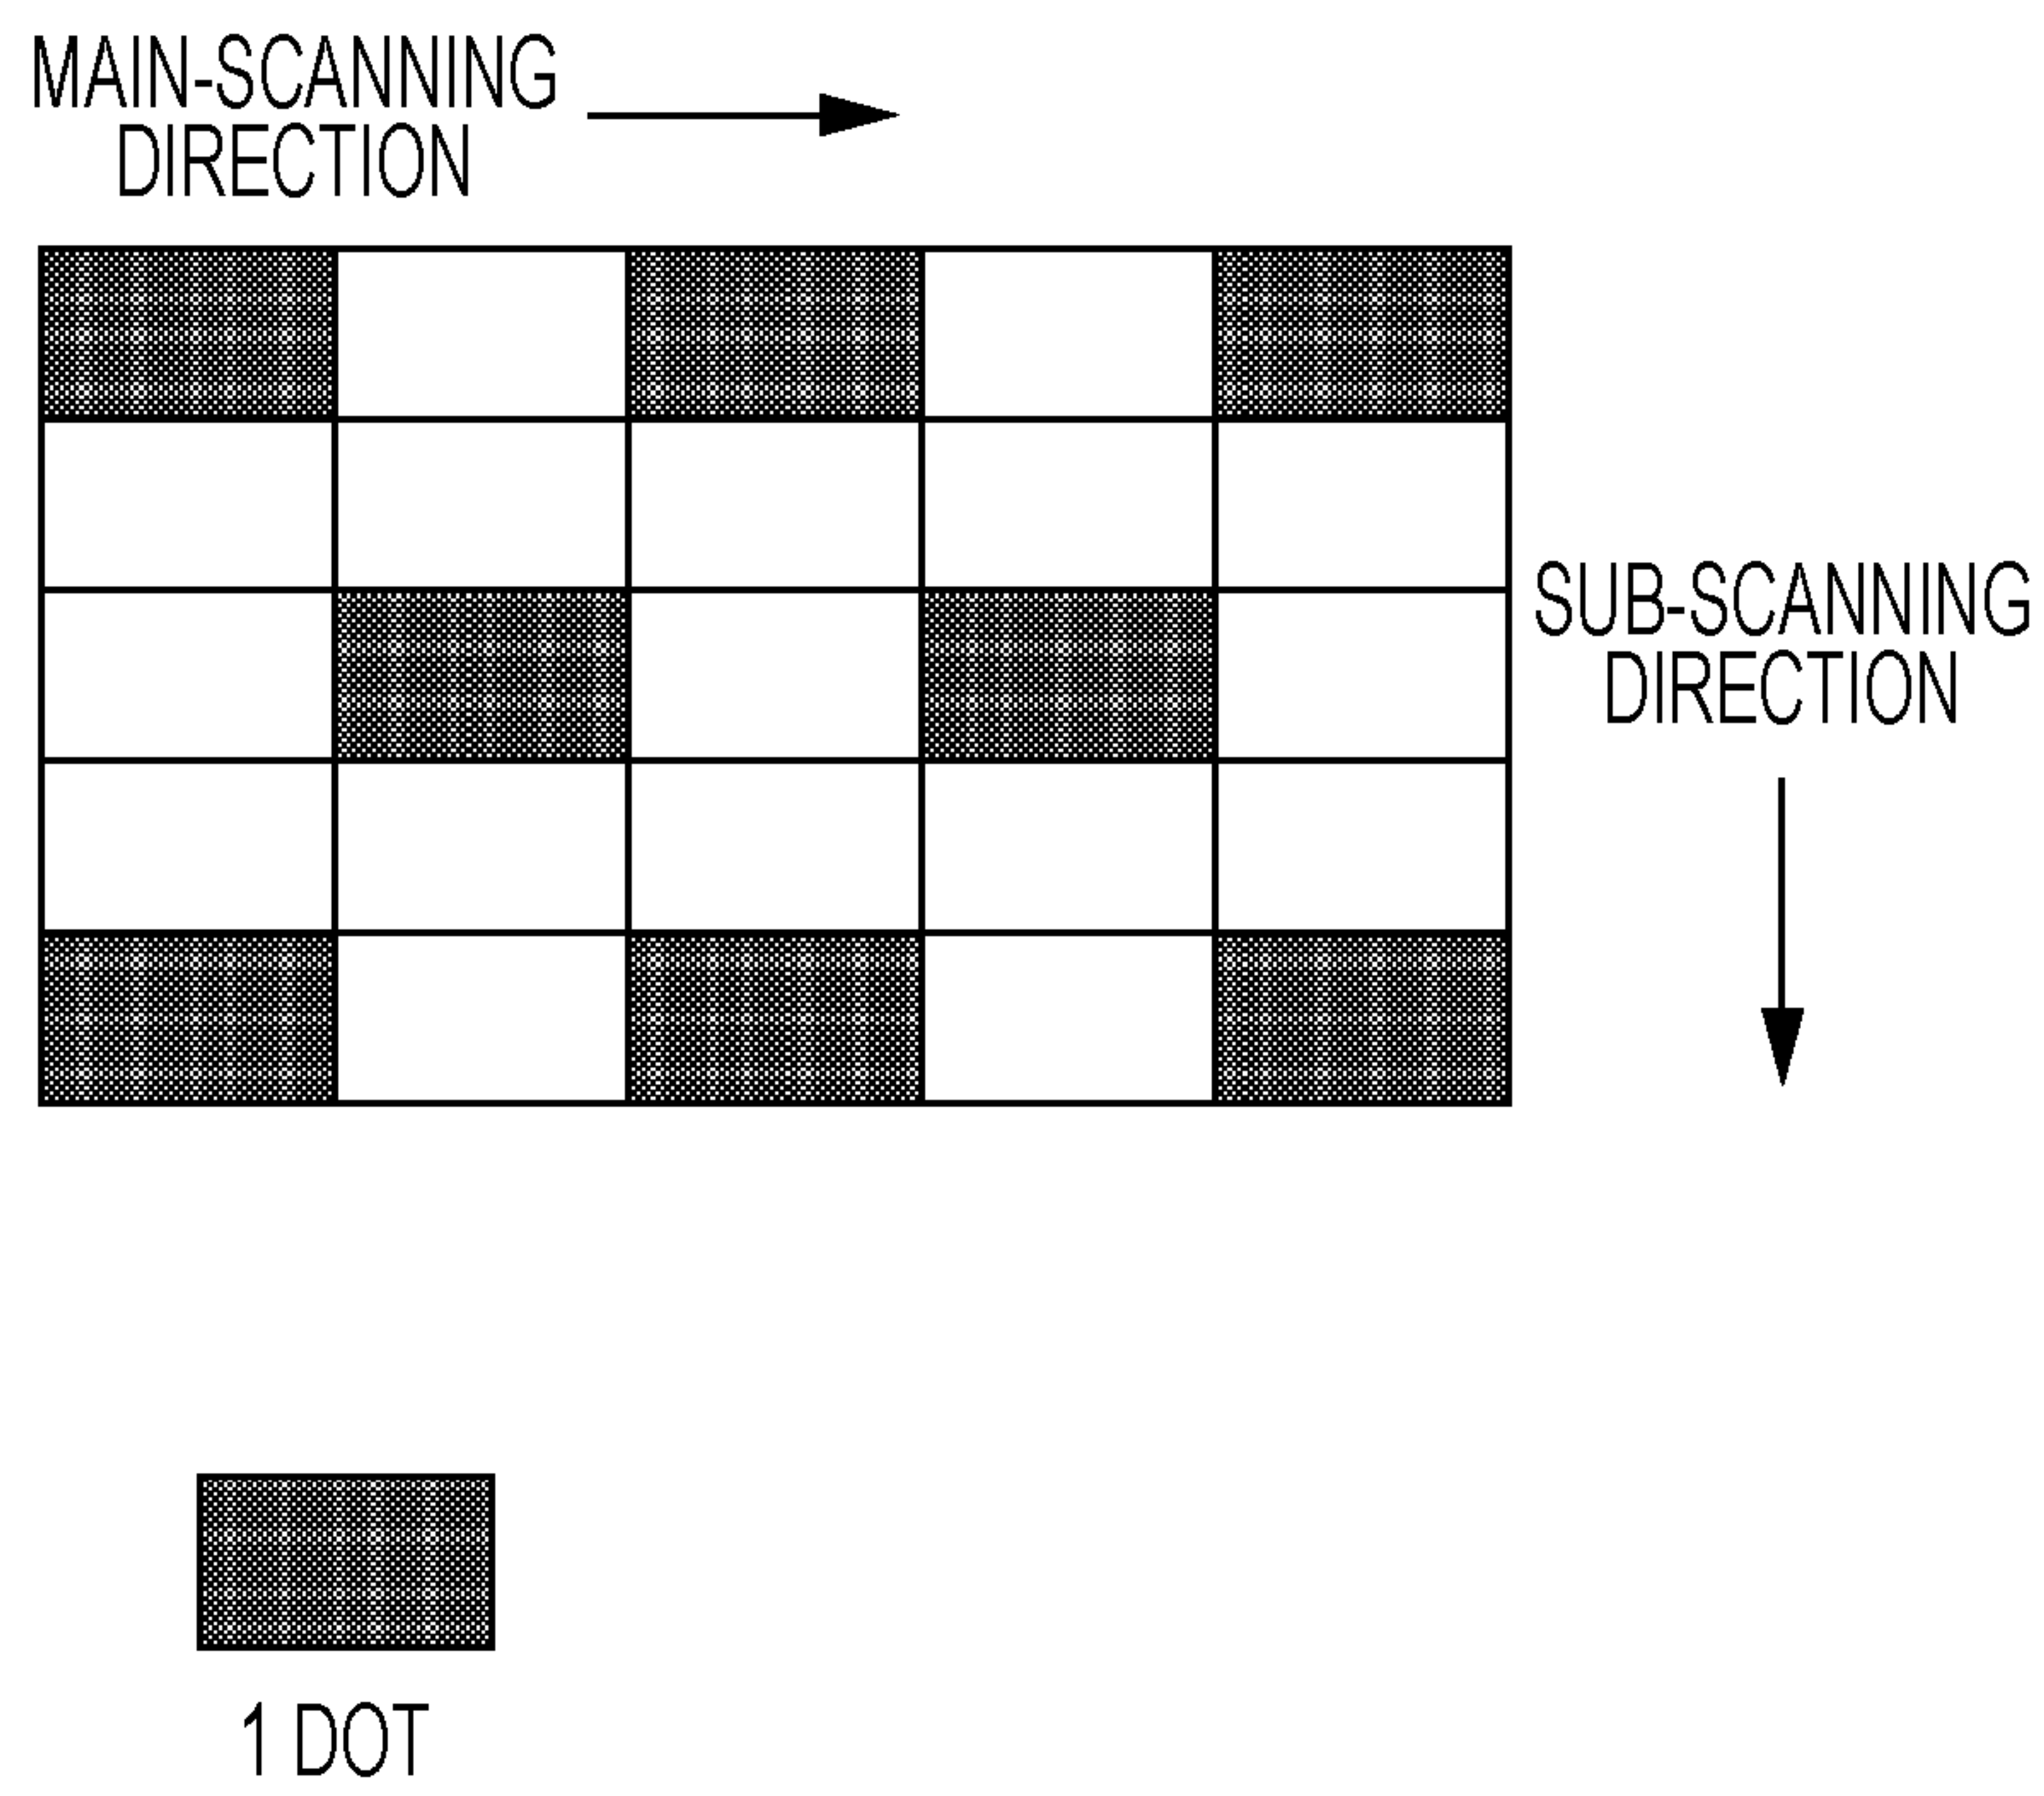 MAIN-SCANNING
DIRECTION
SUB-SCANNING
DIRECTION
1 DOT